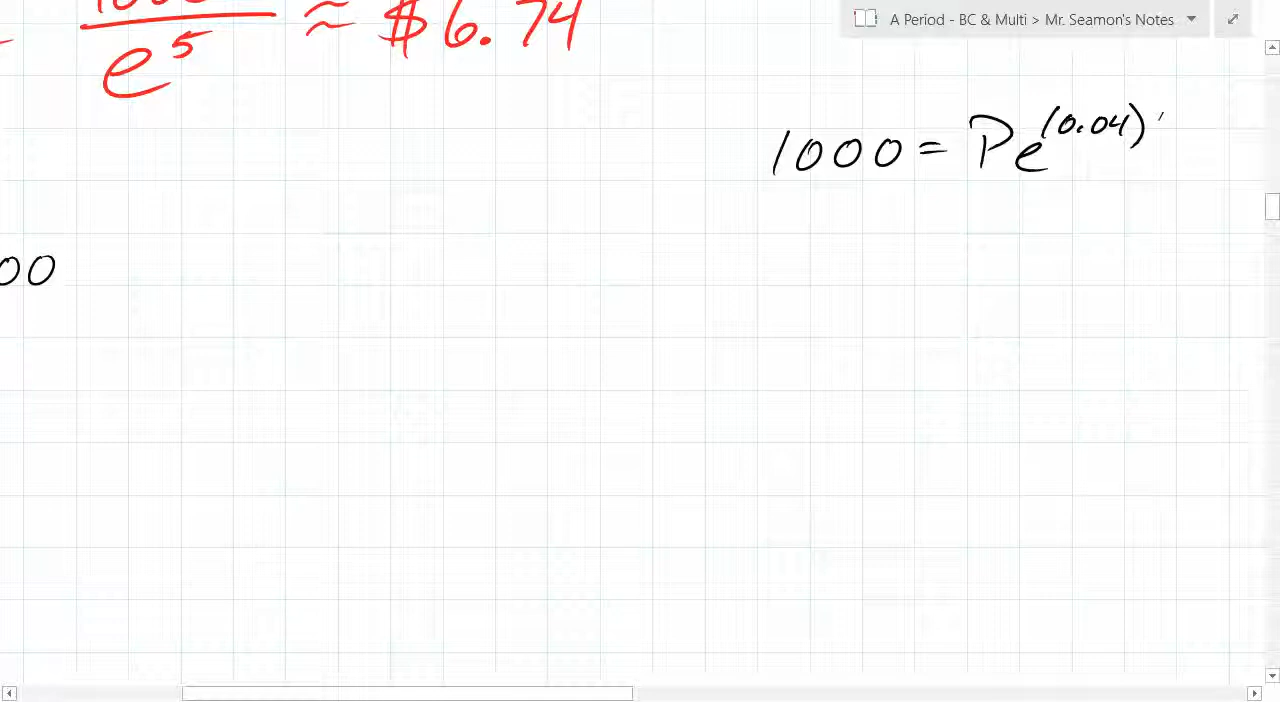 A Period - BC & Multi > Mr. Seamon's Notes
e^5 ≈ $6.74
1000 = Pe^(0.04)
00